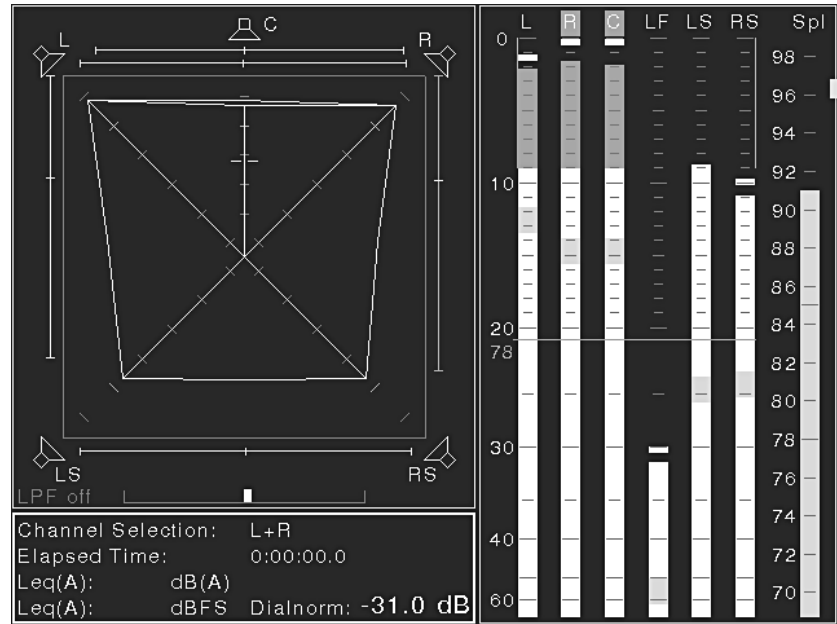 L C R
LS RS
LPF off
Channel Selection: L+R
Elapsed Time: 0:00:00.0
Leq(A): dB(A)
Leq(A): dBFS Dialnorm: -31.0 dB
L R C LF LS RS Spl
0
10
20
78
30
40
60
98
96
94
92
90
88
86
84
82
80
78
76
74
72
70